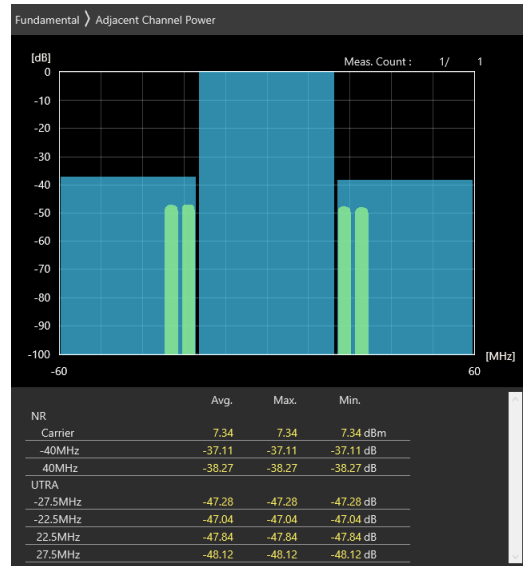 Fundamental 〉 Adjacent Channel Power
[dB]
Meas. Count : 1/ 1
0
-10
-20
-30
-40
-50
-60
-70
-80
-90
-100
[MHz]
-60 60
Avg. Max. Min.
NR
Carrier 7.34 7.34 7.34 dBm
-40MHz -37.11 -37.11 -37.11 dB
40MHz -38.27 -38.27 -38.27 dB
UTRA
-27.5MHz -47.28 -47.28 -47.28 dB
-22.5MHz -47.04 -47.04 -47.04 dB
22.5MHz -47.84 -47.84 -47.84 dB
27.5MHz -48.12 -48.12 -48.12 dB